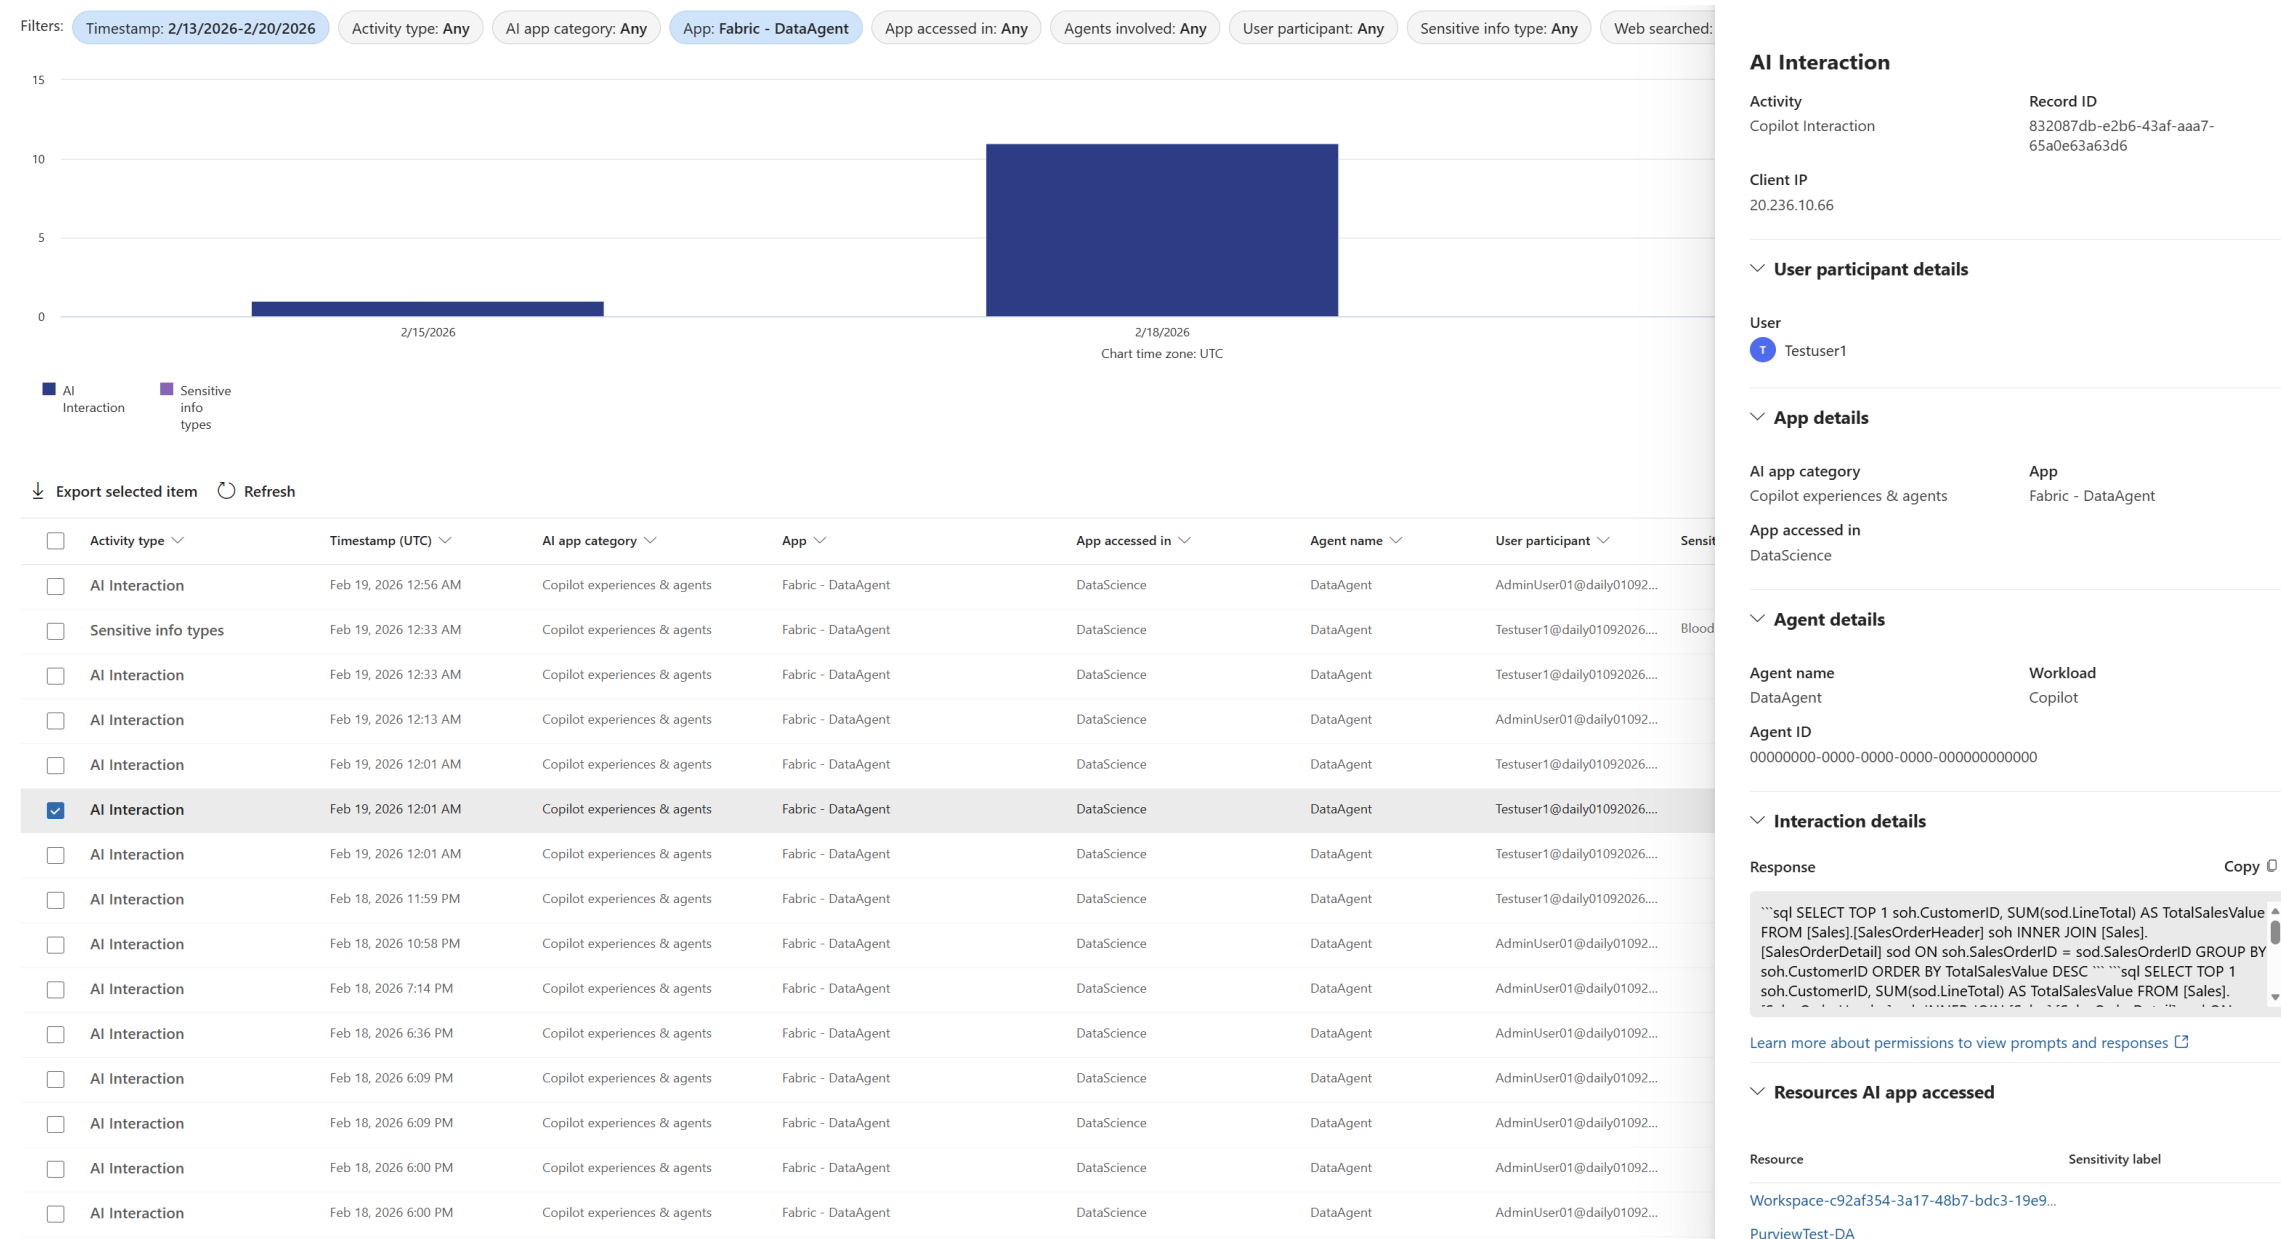 Filters: Timestamp: 2/13/2026-2/20/2026 Activity type: Any AI app category: Any App: Fabric - DataAgent App accessed in: Any Agents involved: Any User participant: Any Sensitive info type: Any Web searched:
15
10
5
0
2/15/2026 2/18/2026
Chart time zone: UTC
AI Interaction
Sensitive info types
Export selected item Refresh
Activity type Timestamp (UTC) AI app category App App accessed in Agent name User participant Sensit
AI Interaction Feb 19, 2026 12:56 AM Copilot experiences & agents Fabric - DataAgent DataScience DataAgent AdminUser01@daily01092...
Sensitive info types Feb 19, 2026 12:33 AM Copilot experiences & agents Fabric - DataAgent DataScience DataAgent Testuser1@daily01092026.... Blood
AI Interaction Feb 19, 2026 12:33 AM Copilot experiences & agents Fabric - DataAgent DataScience DataAgent Testuser1@daily01092026....
AI Interaction Feb 19, 2026 12:13 AM Copilot experiences & agents Fabric - DataAgent DataScience DataAgent AdminUser01@daily01092...
AI Interaction Feb 19, 2026 12:01 AM Copilot experiences & agents Fabric - DataAgent DataScience DataAgent Testuser1@daily01092026....
AI Interaction Feb 19, 2026 12:01 AM Copilot experiences & agents Fabric - DataAgent DataScience DataAgent Testuser1@daily01092026....
AI Interaction Feb 19, 2026 12:01 AM Copilot experiences & agents Fabric - DataAgent DataScience DataAgent Testuser1@daily01092026....
AI Interaction Feb 18, 2026 11:59 PM Copilot experiences & agents Fabric - DataAgent DataScience DataAgent Testuser1@daily01092026....
AI Interaction Feb 18, 2026 10:58 PM Copilot experiences & agents Fabric - DataAgent DataScience DataAgent AdminUser01@daily01092...
AI Interaction Feb 18, 2026 7:14 PM Copilot experiences & agents Fabric - DataAgent DataScience DataAgent AdminUser01@daily01092...
AI Interaction Feb 18, 2026 6:36 PM Copilot experiences & agents Fabric - DataAgent DataScience DataAgent AdminUser01@daily01092...
AI Interaction Feb 18, 2026 6:09 PM Copilot experiences & agents Fabric - DataAgent DataScience DataAgent AdminUser01@daily01092...
AI Interaction Feb 18, 2026 6:09 PM Copilot experiences & agents Fabric - DataAgent DataScience DataAgent AdminUser01@daily01092...
AI Interaction Feb 18, 2026 6:00 PM Copilot experiences & agents Fabric - DataAgent DataScience DataAgent AdminUser01@daily01092...
AI Interaction Feb 18, 2026 6:00 PM Copilot experiences & agents Fabric - DataAgent DataScience DataAgent AdminUser01@daily01092...
AI Interaction
Activity Record ID
Copilot Interaction 832087db-e2b6-43af-aaa7-
65a0e63a63d6
Client IP
20.236.10.66
User participant details
User
T Testuser1
App details
AI app category App
Copilot experiences & agents Fabric - DataAgent
App accessed in
DataScience
Agent details
Agent name Workload
DataAgent Copilot
Agent ID
00000000-0000-0000-0000-000000000000
Interaction details
Response Copy
```sql SELECT TOP 1 soh.CustomerID, SUM(sod.LineTotal) AS TotalSalesValue
FROM [Sales].[SalesOrderHeader] soh INNER JOIN [Sales].
[SalesOrderDetail] sod ON soh.SalesOrderID = sod.SalesOrderID GROUP BY
soh.CustomerID ORDER BY TotalSalesValue DESC ``` ```sql SELECT TOP 1
soh.CustomerID, SUM(sod.LineTotal) AS TotalSalesValue FROM [Sales].
Learn more about permissions to view prompts and responses
Resources AI app accessed
Resource Sensitivity label
Workspace-c92af354-3a17-48b7-bdc3-19e9...
PurviewTest-DA